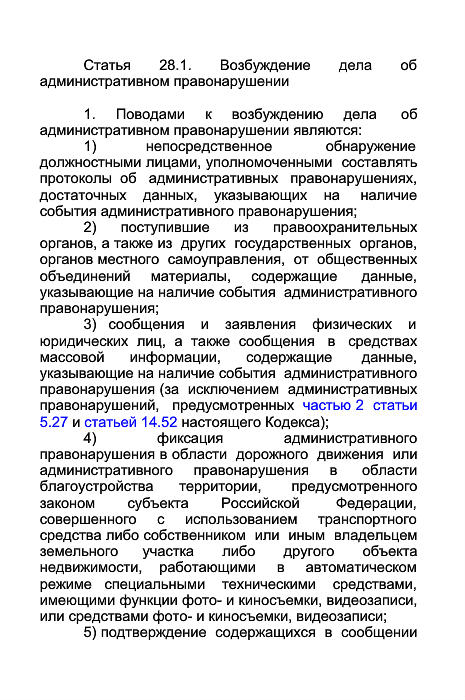 Статья 28.1. Возбуждение дела об
административном правонарушении
1. Поводами к возбуждению дела об
административном правонарушении являются:
1) непосредственное обнаружение
должностными лицами, уполномоченными составлять
протоколы об административных правонарушениях,
достаточных данных, указывающих на наличие
события административного правонарушения;
2) поступившие из правоохранительных
органов, а также из других государственных органов,
органов местного самоуправления, от общественных
объединений материалы, содержащие данные,
указывающие на наличие события административного
правонарушения;
3) сообщения и заявления физических и
юридических лиц, а также сообщения в средствах
массовой информации, содержащие данные,
указывающие на наличие события административного
правонарушения (за исключением административных
правонарушений, предусмотренных частью 2 статьи
5.27 и статьей 14.52 настоящего Кодекса);
4) фиксация административного
правонарушения в области дорожного движения или
административного правонарушения в области
благоустройства территории, предусмотренного
законом субъекта Российской Федерации,
совершенного с использованием транспортного
средства либо собственником или иным владельцем
земельного участка либо другого объекта
недвижимости, работающими в автоматическом
режиме специальными техническими средствами,
имеющими функции фото- и киносъемки, видеозаписи,
или средствами фото- и киносъемки, видеозаписи;
5) подтверждение содержащихся в сообщении